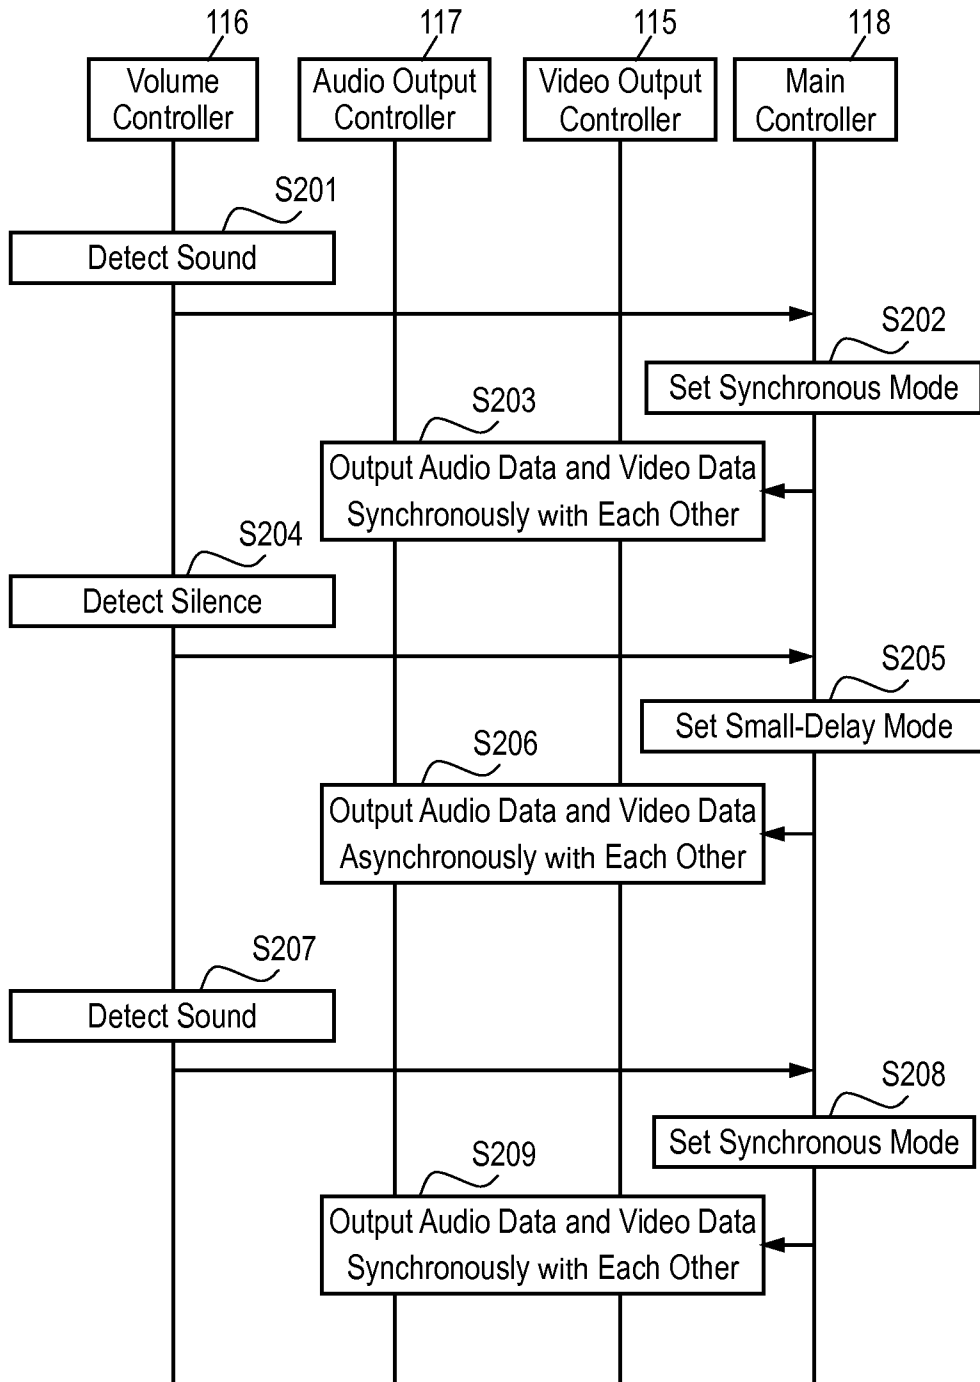 116
117
115
118
Volume
Controller
Audio Output
Controller
Video Output
Controller
Main
Controller
S201
Detect Sound
S202
Set Synchronous Mode
S203
Output Audio Data and Video Data
Synchronously with Each Other
S204
Detect Silence
S205
Set Small-Delay Mode
S206
Output Audio Data and Video Data
Asynchronously with Each Other
S207
Detect Sound
S208
Set Synchronous Mode
S209
Output Audio Data and Video Data
Synchronously with Each Other